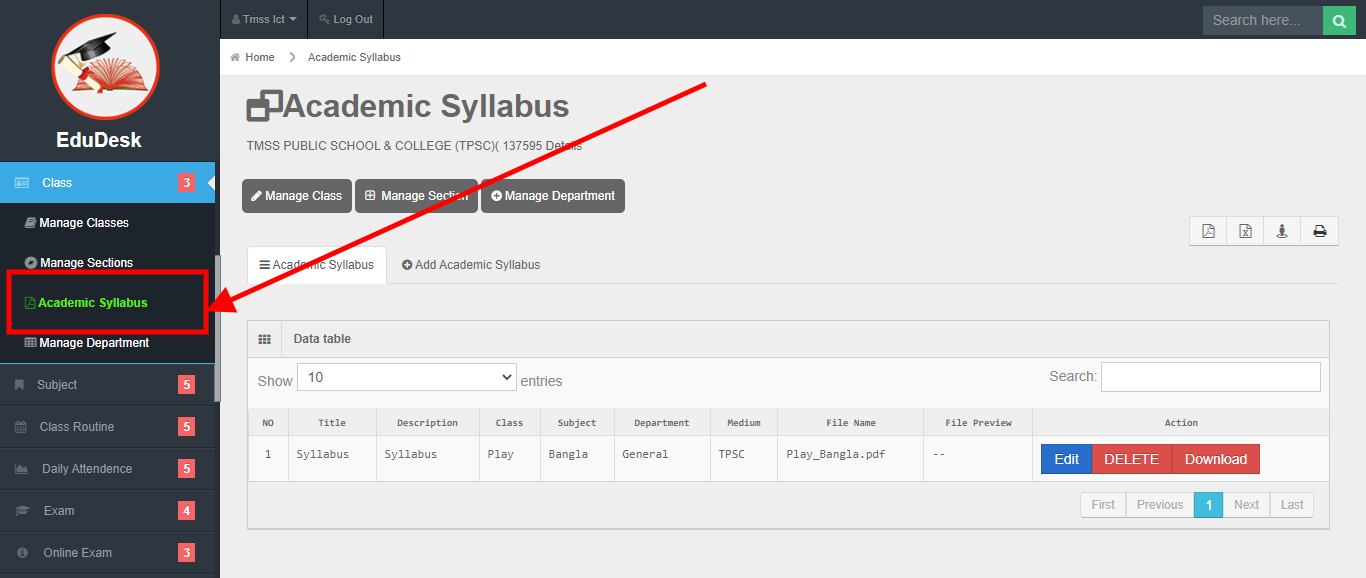 Tmss Ict
Log Out
Search here...
EduDesk
Home
Academic Syllabus
Academic Syllabus
TMSS PUBLIC SCHOOL & COLLEGE (TPSC)( 137595 Details
Class 3
Manage Classes
Manage Sections
Academic Syllabus
Manage Department
Subject 5
Class Routine 5
Daily Attendence 5
Exam 4
Online Exam 3
Manage Class
Manage Section
Manage Department
Academic Syllabus
Add Academic Syllabus
Data table
Show 10 entries
Search:
NO Title Description Class Subject Department Medium File Name File Preview Action
1 Syllabus Syllabus Play Bangla General TPSC Play_Bangla.pdf -- Edit DELETE Download
First Previous 1 Next Last